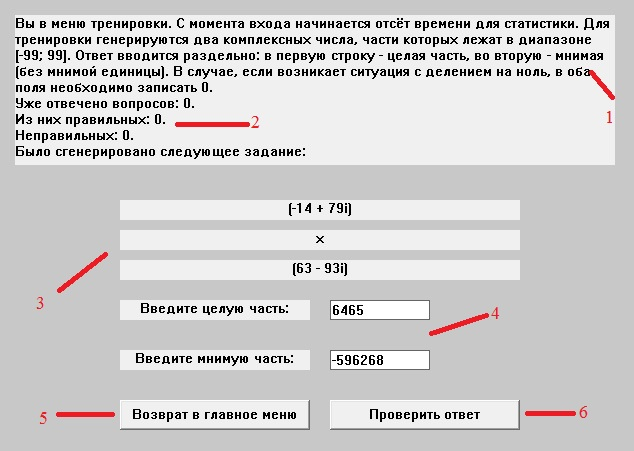 Вы в меню тренировки. С момента входа начинается отсёт времени для статистики. Для
тренировки генерируются два комплексных числа, части которых лежат в диапазоне
[-99; 99]. Ответ вводится раздельно: в первую строку - целая часть, во вторую - мнимая
(без мнимой единицы). В случае, если возникает ситуация с делением на ноль, в оба
поля необходимо записать 0.
Уже отвечено вопросов: 0.
1
Из них правильных: 0.
2
Неправильных: 0.
Было сгенерировано следующее задание:
(-14 + 79i)
×
(63 - 93i)
3
Введите целую часть:
6465
4
Введите мнимую часть:
-596268
5
Возврат в главное меню
Проверить ответ
6